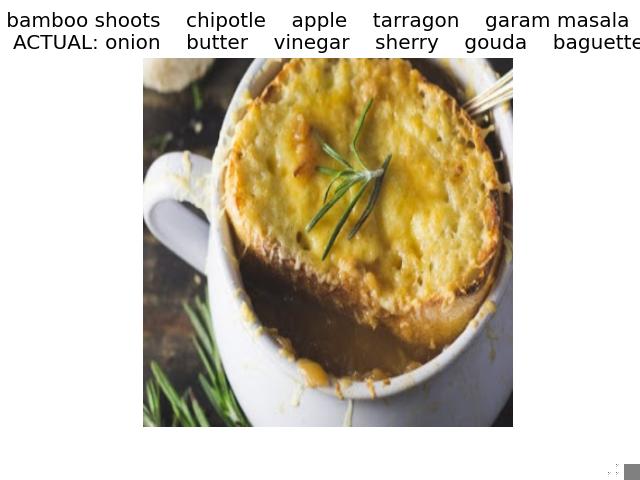 bamboo shoots chipotle apple tarragon garam masala
ACTUAL: onion butter vinegar sherry gouda baguette